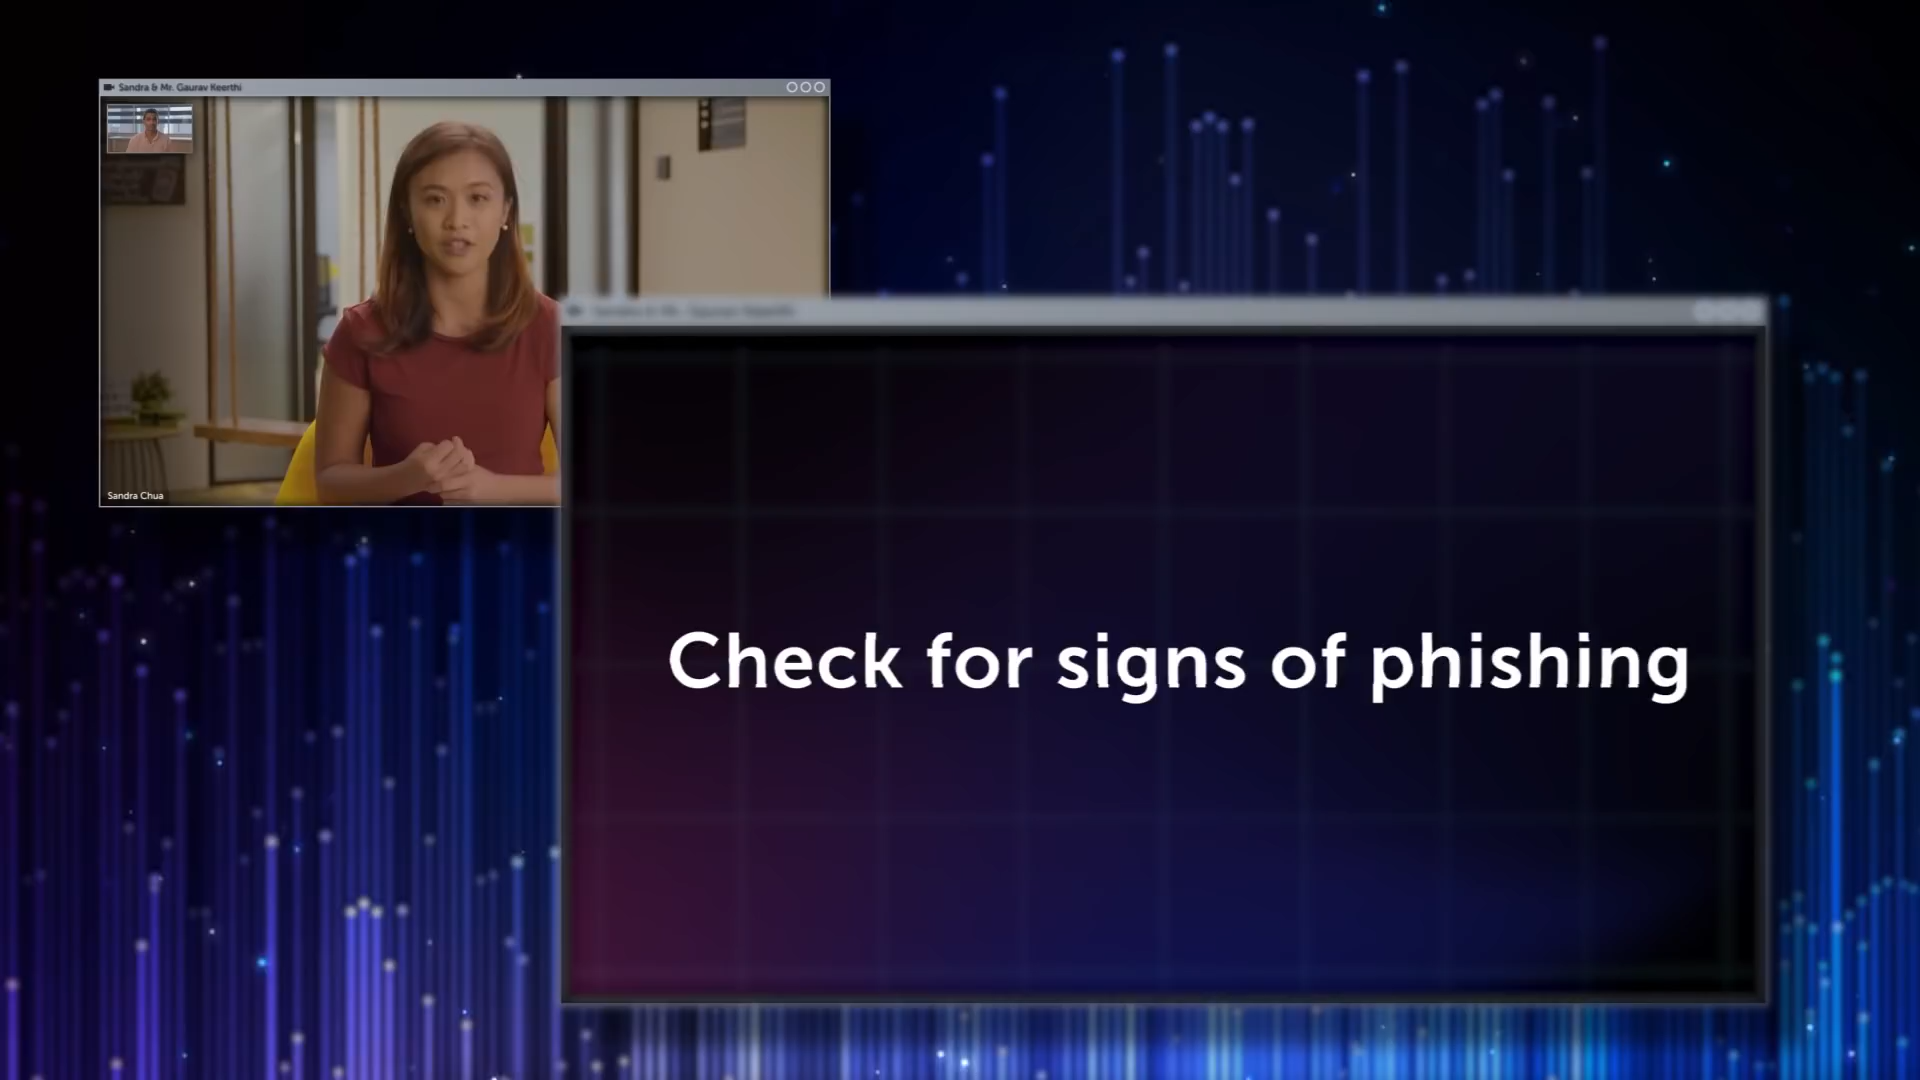 Sandra & Mr. Gaurav Keerthi
Sandra Chua
Check for signs of phishing